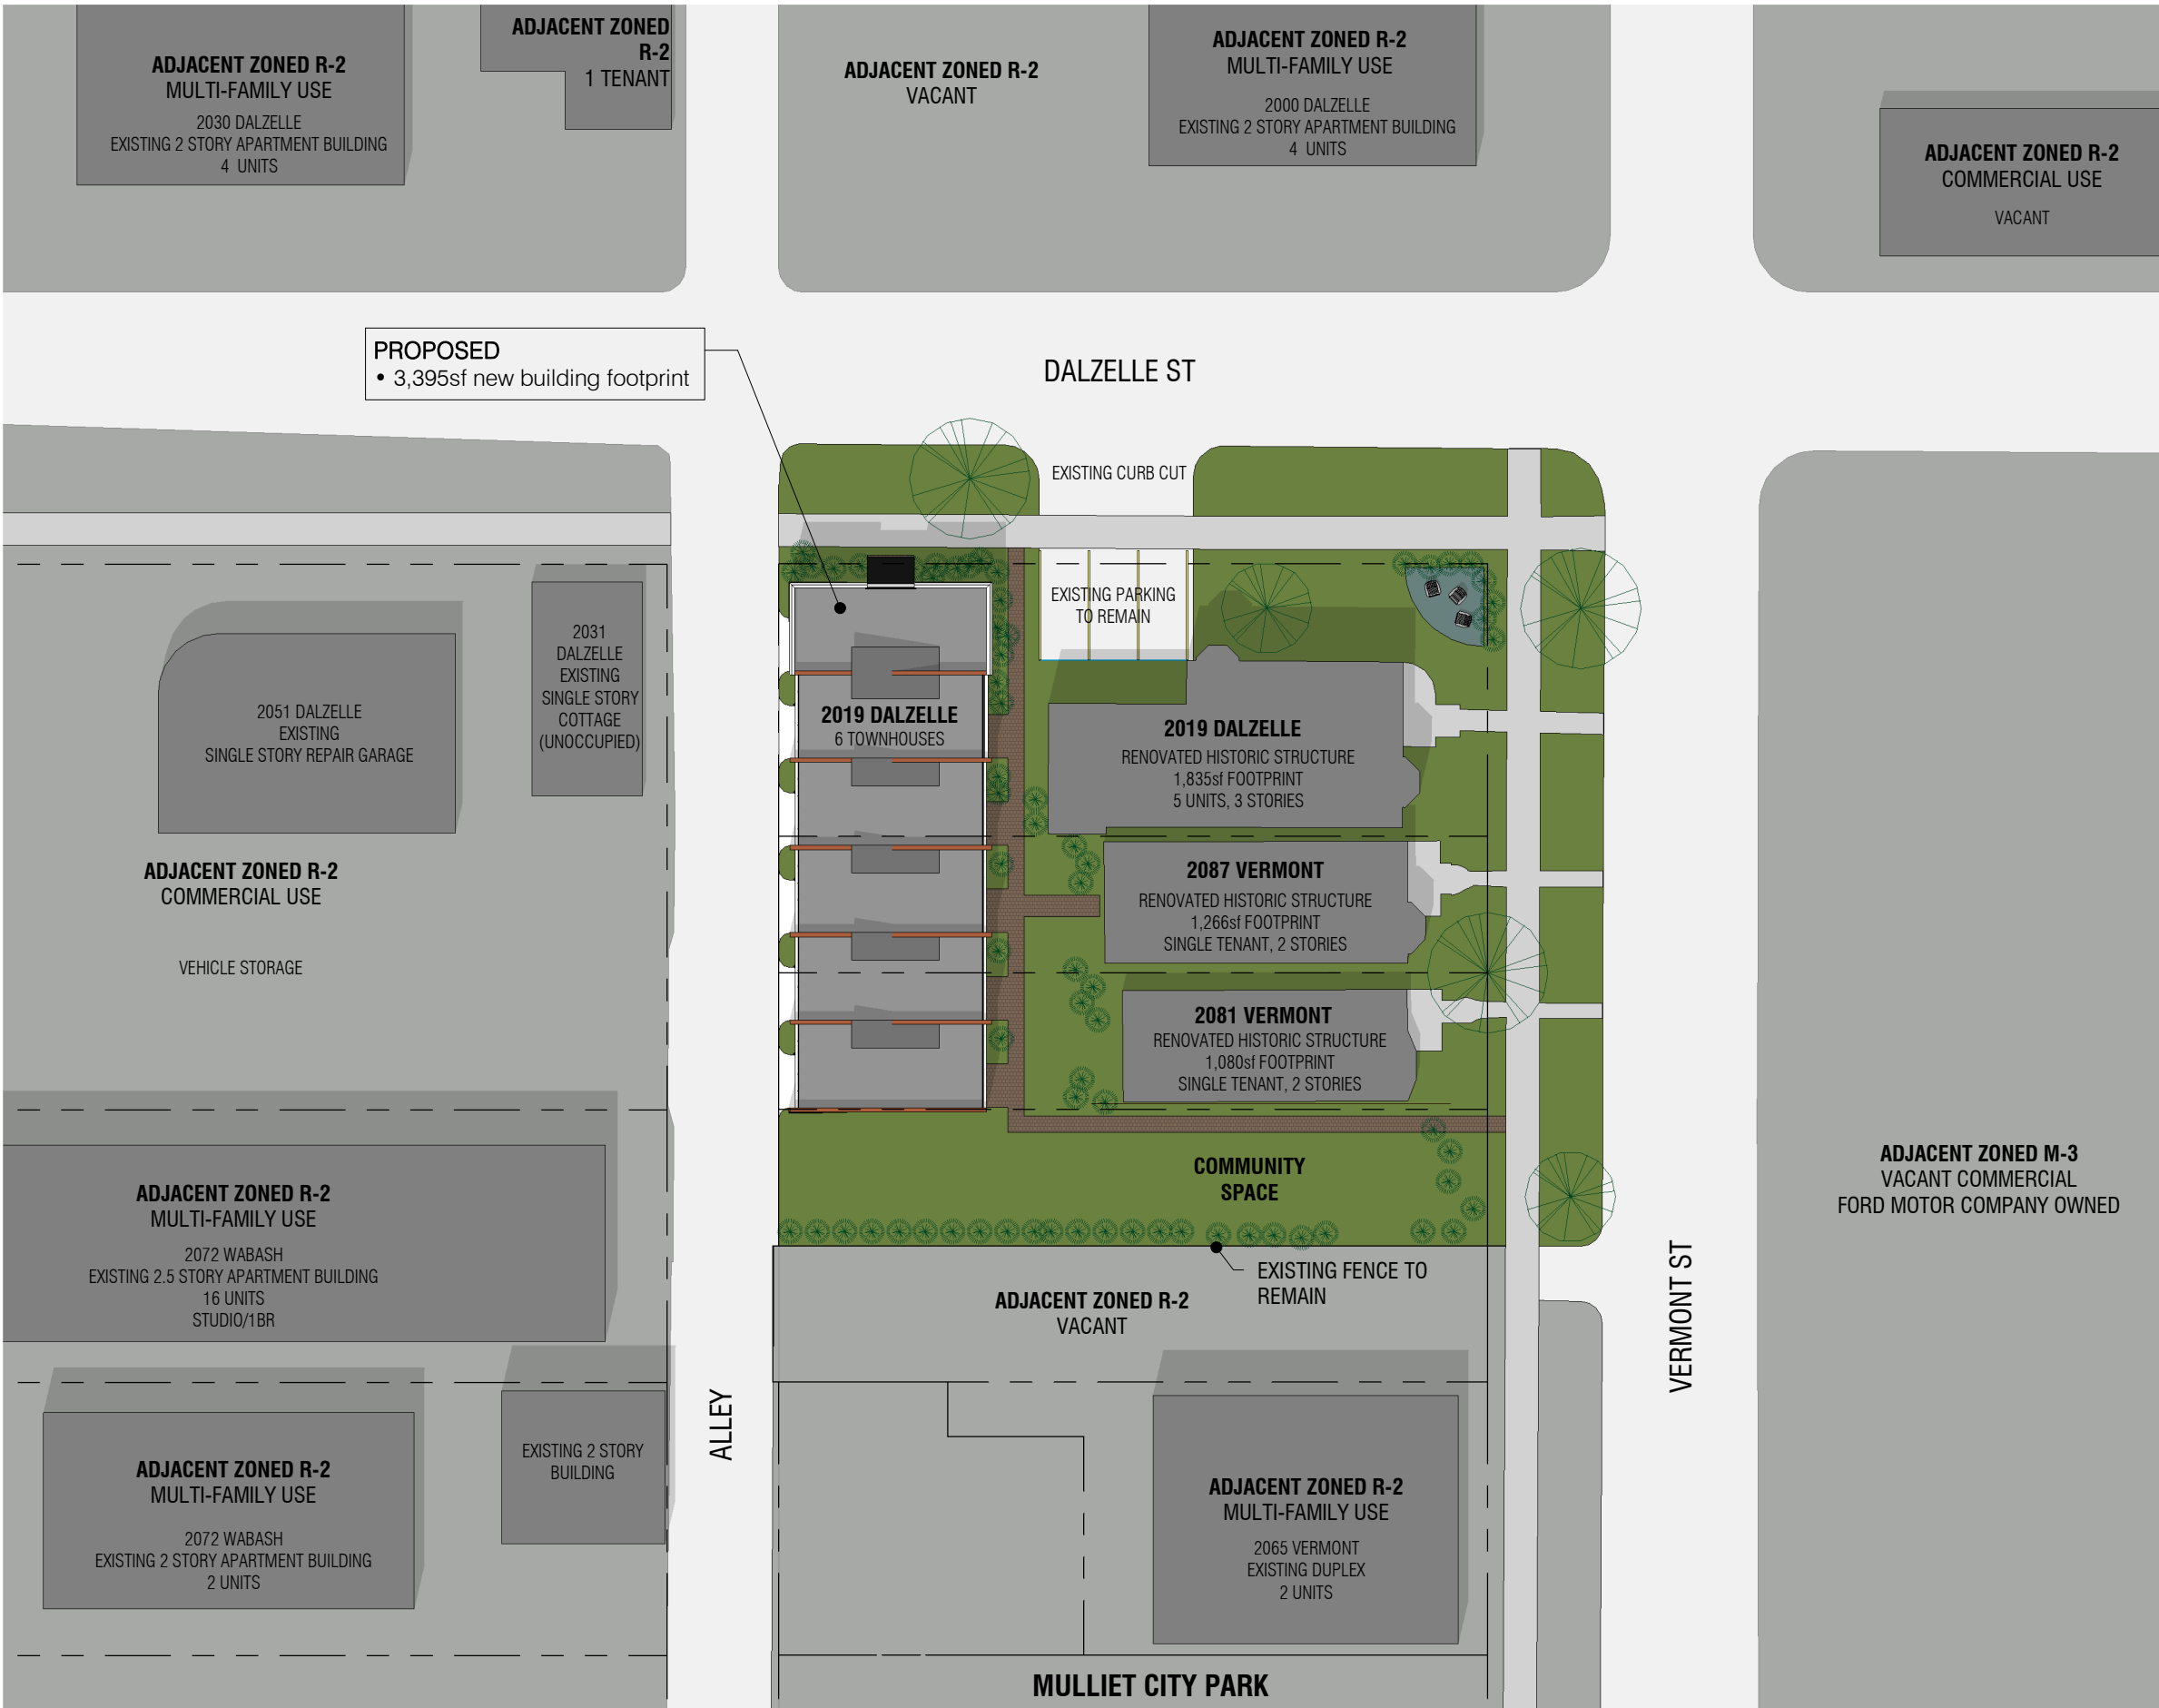 ADJACENT ZONED R-2
MULTI-FAMILY USE
2030 DALZELLE
EXISTING 2 STORY APARTMENT BUILDING
4 UNITS
ADJACENT ZONED
R-2
1 TENANT
ADJACENT ZONED R-2
VACANT
ADJACENT ZONED R-2
MULTI-FAMILY USE
2000 DALZELLE
EXISTING 2 STORY APARTMENT BUILDING
4 UNITS
ADJACENT ZONED R-2
COMMERCIAL USE
VACANT
PROPOSED
• 3,395sf new building footprint
DALZELLE ST
EXISTING CURB CUT
EXISTING PARKING
TO REMAIN
2051 DALZELLE
EXISTING
SINGLE STORY REPAIR GARAGE
2031
DALZELLE
EXISTING
SINGLE STORY
COTTAGE
(UNOCCUPIED)
2019 DALZELLE
6 TOWNHOUSES
2019 DALZELLE
RENOVATED HISTORIC STRUCTURE
1,835sf FOOTPRINT
5 UNITS, 3 STORIES
ADJACENT ZONED R-2
COMMERCIAL USE
VEHICLE STORAGE
2087 VERMONT
RENOVATED HISTORIC STRUCTURE
1,266sf FOOTPRINT
SINGLE TENANT, 2 STORIES
2081 VERMONT
RENOVATED HISTORIC STRUCTURE
1,080sf FOOTPRINT
SINGLE TENANT, 2 STORIES
ADJACENT ZONED R-2
MULTI-FAMILY USE
2072 WABASH
EXISTING 2.5 STORY APARTMENT BUILDING
16 UNITS
STUDIO/1BR
COMMUNITY
SPACE
ADJACENT ZONED M-3
VACANT COMMERCIAL
FORD MOTOR COMPANY OWNED
EXISTING FENCE TO
REMAIN
ADJACENT ZONED R-2
VACANT
VERMONT ST
ALLEY
EXISTING 2 STORY
BUILDING
ADJACENT ZONED R-2
MULTI-FAMILY USE
2072 WABASH
EXISTING 2 STORY APARTMENT BUILDING
2 UNITS
ADJACENT ZONED R-2
MULTI-FAMILY USE
2065 VERMONT
EXISTING DUPLEX
2 UNITS
MULLIET CITY PARK